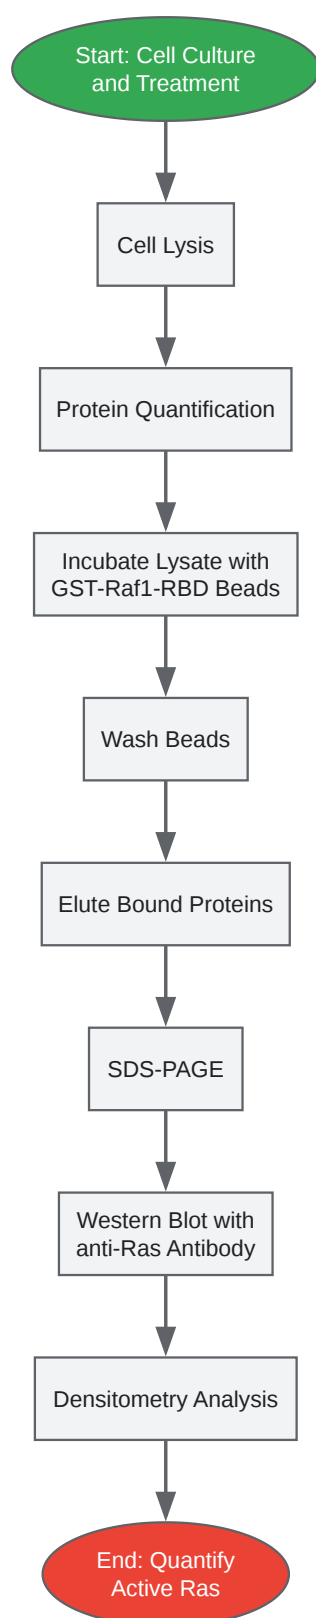 Start: Cell Culture
and Treatment
Cell Lysis
Protein Quantification
Incubate Lysate with
GST-Raf1-RBD Beads
Wash Beads
Elute Bound Proteins
SDS-PAGE
Western Blot with
anti-Ras Antibody
Densitometry Analysis
End: Quantify
Active Ras